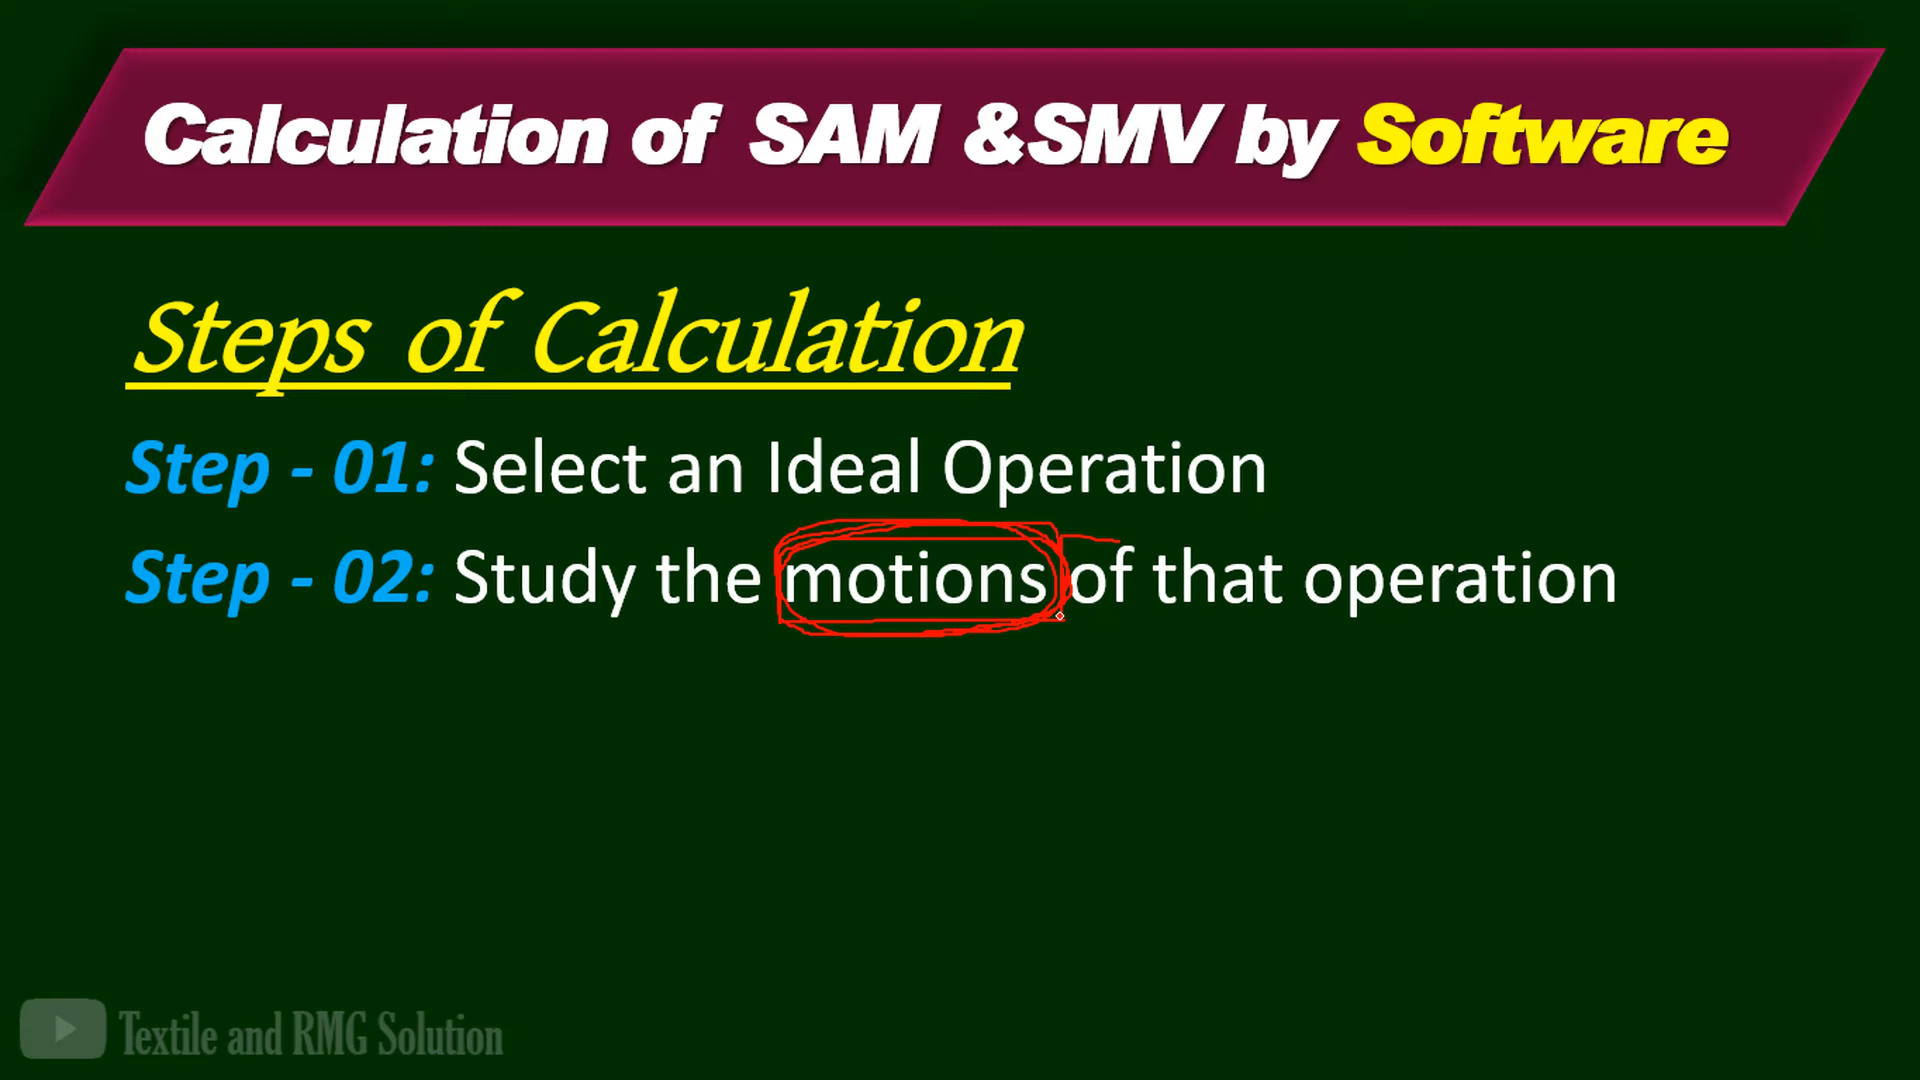 Calculation of SAM &SMV by Software
Steps of Calculation
Step - 01: Select an Ideal Operation
Step - 02: Study the motions of that operation
Textile and RMG Solution